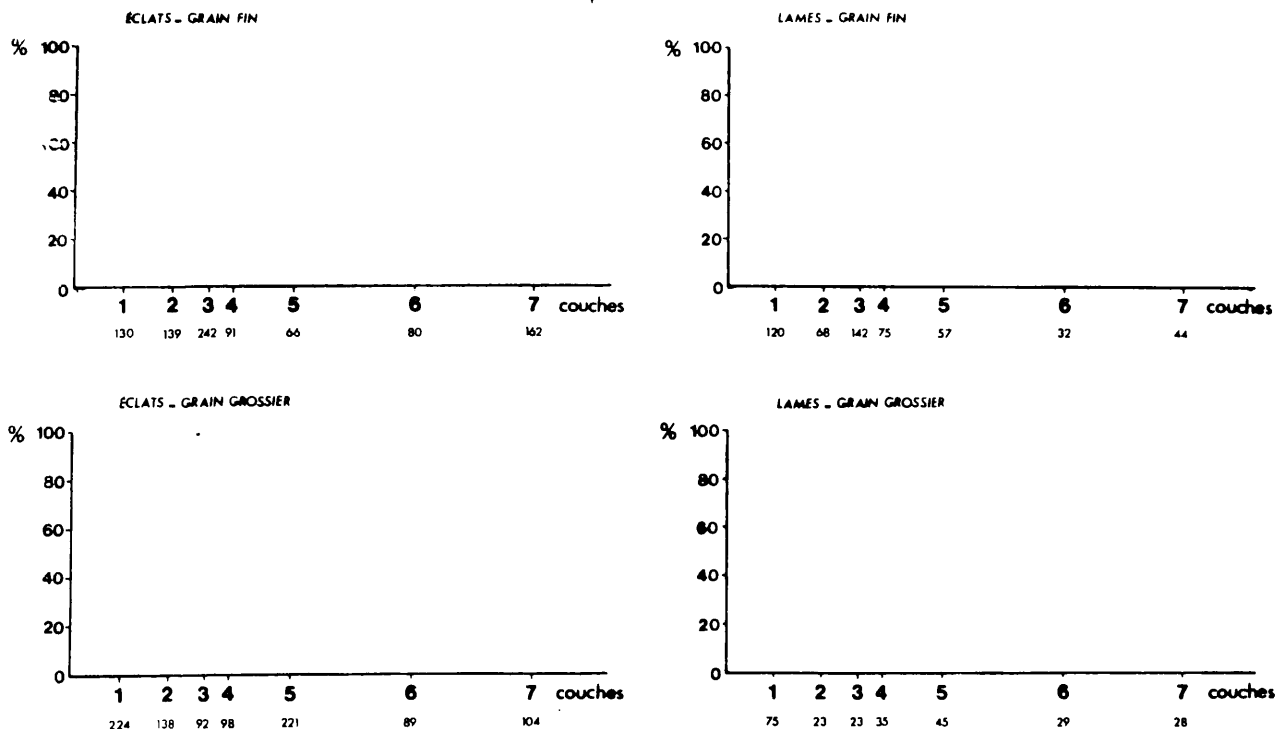 ÉCLATS - GRAIN FIN
% 100
80
60
40
20
0
1 2 3 4 5 6 7 couches
130 139 242 91 66 80 162
LAMES - GRAIN FIN
% 100
80
60
40
20
0
1 2 3 4 5 6 7 couches
120 68 142 75 57 32 44
ECLATS - GRAIN GROSSIER
% 100
80
60
40
20
0
1 2 3 4 5 6 7 couches
224 138 92 98 221 89 104
LAMES - GRAIN GROSSIER
% 100
80
60
40
20
0
1 2 3 4 5 6 7 couches
75 23 23 35 45 29 28